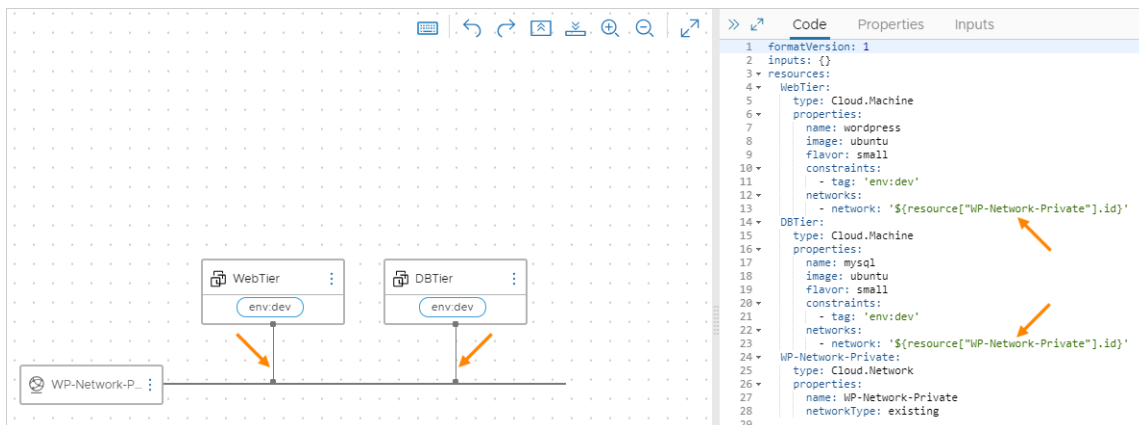 Code Properties Inputs
1 formatVersion: 1
2 inputs: {}
3 resources:
4 WebTier:
5 type: Cloud.Machine
6 properties:
7 name: wordpress
8 image: ubuntu
9 flavor: small
10 constraints:
11 - tag: 'env:dev'
12 networks:
13 - network: '${resource["WP-Network-Private"].id}'
14 DBTier:
15 type: Cloud.Machine
16 properties:
17 name: mysql
18 image: ubuntu
19 flavor: small
20 constraints:
21 - tag: 'env:dev'
22 networks:
23 - network: '${resource["WP-Network-Private"].id}'
24 WP-Network-Private:
25 type: Cloud.Network
26 properties:
27 name: WP-Network-Private
28 networkType: existing
29
WebTier
env:dev
DBTier
env:dev
WP-Network-P...